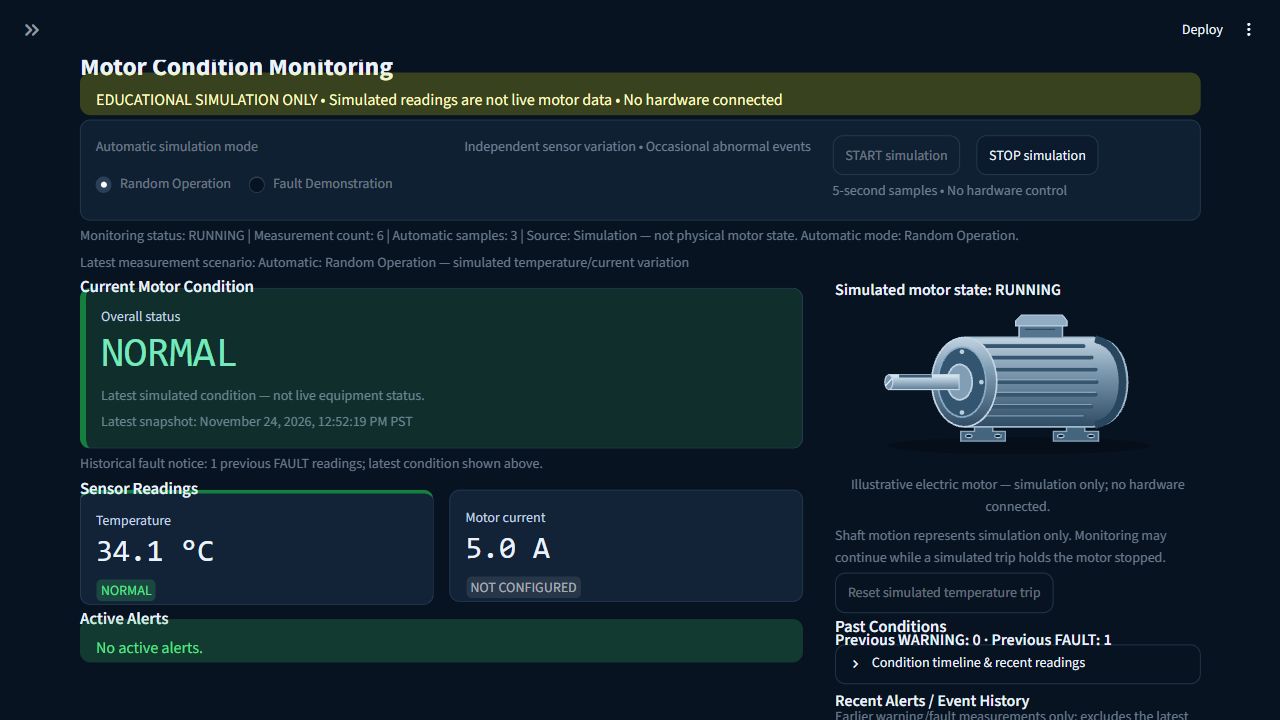 Deploy
Motor Condition Monitoring
EDUCATIONAL SIMULATION ONLY • Simulated readings are not live motor data • No hardware connected
Automatic simulation mode
Independent sensor variation • Occasional abnormal events
START simulation
STOP simulation
Random Operation
Fault Demonstration
5-second samples • No hardware control
Monitoring status: RUNNING | Measurement count: 6 | Automatic samples: 3 | Source: Simulation — not physical motor state. Automatic mode: Random Operation.
Latest measurement scenario: Automatic: Random Operation — simulated temperature/current variation
Current Motor Condition
Overall status
NORMAL
Latest simulated condition — not live equipment status.
Latest snapshot: November 24, 2026, 12:52:19 PM PST
Historical fault notice: 1 previous FAULT readings; latest condition shown above.
Sensor Readings
Temperature
34.1 °C
NORMAL
Motor current
5.0 A
NOT CONFIGURED
Active Alerts
No active alerts.
Simulated motor state: RUNNING
Illustrative electric motor — simulation only; no hardware
connected.
Shaft motion represents simulation only. Monitoring may
continue while a simulated trip holds the motor stopped.
Reset simulated temperature trip
Past Conditions
Previous WARNING: 0 · Previous FAULT: 1
Condition timeline & recent readings
Recent Alerts / Event History
Earlier warning/fault measurements only; excludes the latest